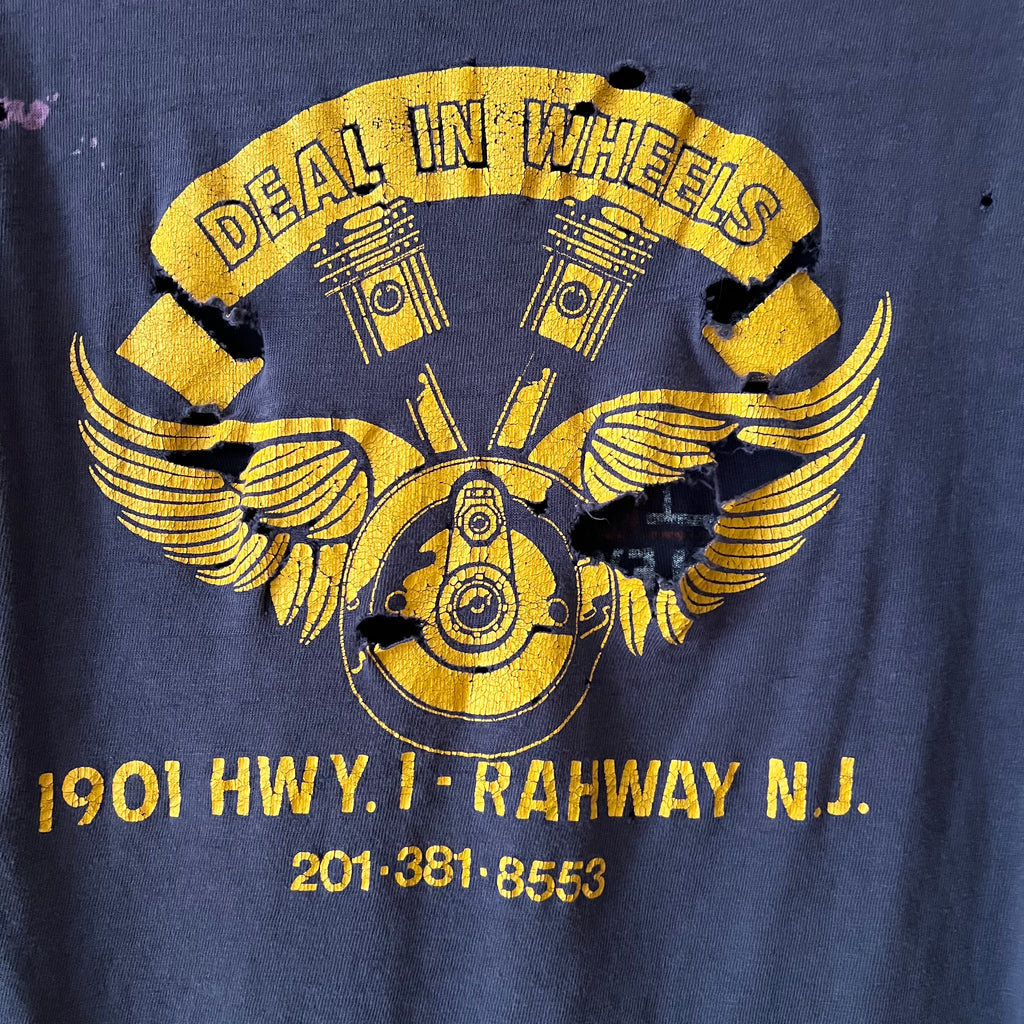 DEAL IN WHEELS
1901 HWY. 1 - RAHWAY N.J.
201·381·8553